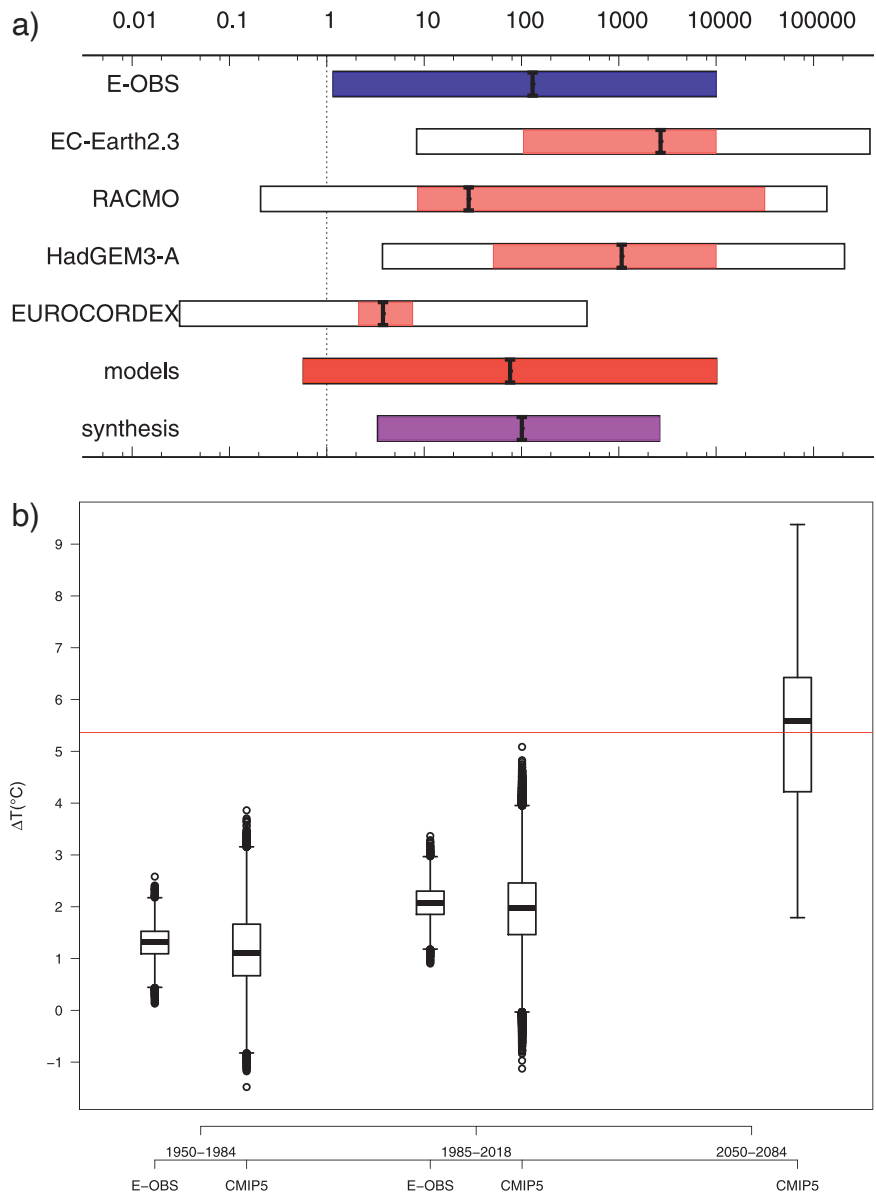 a)
0.01 0.1 1 10 100 1000 10000 100000
E-OBS
EC-Earth2.3
RACMO
HadGEM3-A
EUROCORDEX
models
synthesis
b)
9
8
7
6
5
4
3
2
1
0
-1
ΔT(°C)
1950-1984 1985-2018 2050-2084
E-OBS CMIP5 E-OBS CMIP5 CMIP5